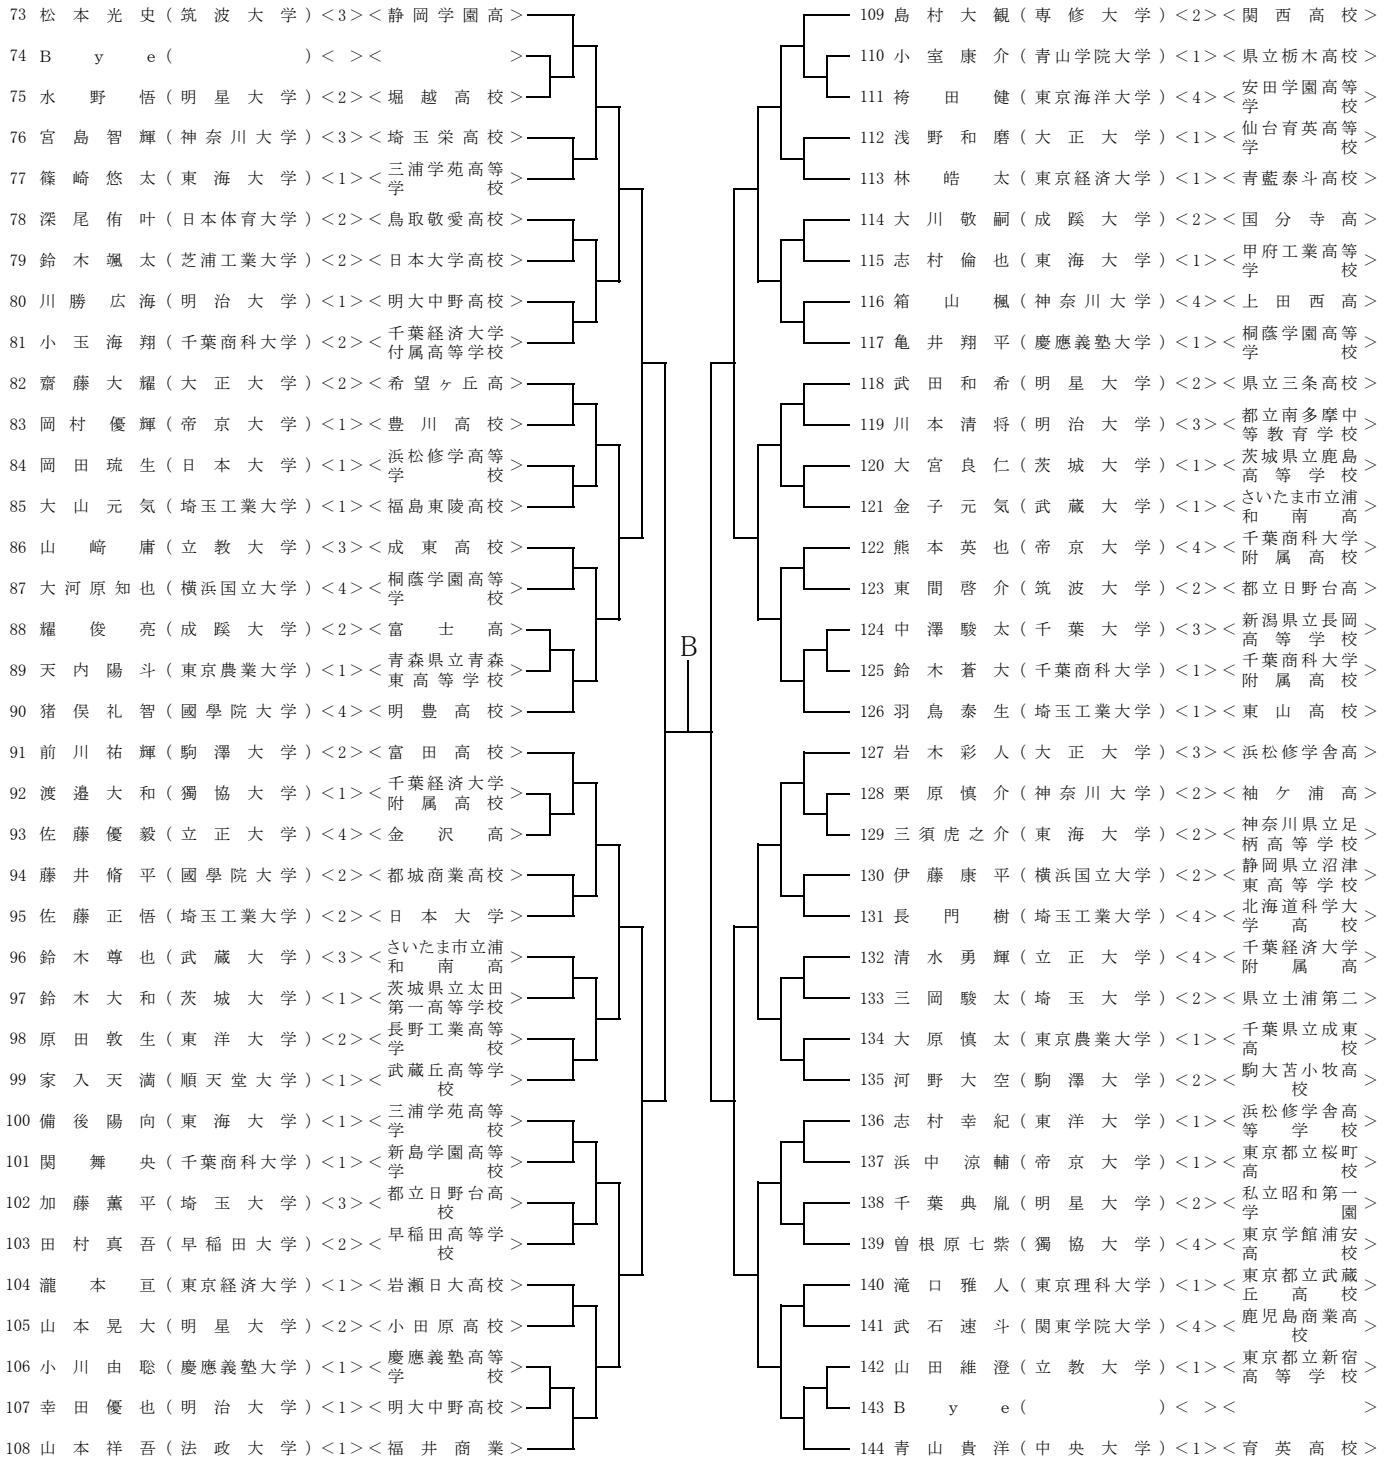 73 松本光史(筑波大学)<3><静岡学園高>
74 Bye( )< >< >
75 水野悟(明星大学)<2><堀越高校>
76 宮島智輝(神奈川大学)<3><埼玉栄高校>
77 篠崎悠太(東海大学)<1><三浦学苑高等学校>
78 深尾侑叶(日本体育大学)<2><鳥取敬愛高校>
79 鈴木颯太(芝浦工業大学)<2><日本大学高校>
80 川勝広海(明治大学)<1><明大中野高校>
81 小玉海翔(千葉商科大学)<2><千葉経済大学付属高等学校>
82 齋藤大耀(大正大学)<2><希望ヶ丘高>
83 岡村優輝(帝京大学)<1><豊川高校>
84 岡田琉生(日本大学)<1><浜松修学高等学校>
85 大山元気(埼玉工業大学)<1><福島東陵高校>
86 山﨑庸(立教大学)<3><成東高校>
87 大河原知也(横浜国立大学)<4><桐蔭学園高等学校>
88 耀俊亮(成蹊大学)<2><富士高>
89 天内陽斗(東京農業大学)<1><青森県立青森東高等学校>
90 猪俣礼智(國學院大学)<4><明豊高校>
91 前川祐輝(駒澤大学)<2><富田高校>
92 渡邉大和(獨協大学)<1><千葉経済大学附属高校>
93 佐藤優毅(立正大学)<4><金沢高>
94 藤井脩平(國學院大学)<2><都城商業高校>
95 佐藤正悟(埼玉工業大学)<2><日本大学>
96 鈴木尊也(武蔵大学)<3><さいたま市立浦和南高>
97 鈴木大和(茨城大学)<1><茨城県立太田第一高等学校>
98 原田敦生(東洋大学)<2><長野工業高等学校>
99 家入天満(順天堂大学)<1><武蔵丘高等学校>
100 備後陽向(東海大学)<1><三浦学苑高等学校>
101 関舞央(千葉商科大学)<1><新島学園高等学校>
102 加藤薫平(埼玉大学)<3><都立日野台高校>
103 田村真吾(早稲田大学)<2><早稲田高等学校>
104 瀧本亘(東京経済大学)<1><岩瀬日大高校>
105 山本晃大(明星大学)<2><小田原高校>
106 小川由聡(慶應義塾大学)<1><慶應義塾高等学校>
107 幸田優也(明治大学)<1><明大中野高校>
108 山本祥吾(法政大学)<1><福井商業>
B
109 島村大観(専修大学)<2><関西高校>
110 小室康介(青山学院大学)<1><県立栃木高校>
111 袴田健(東京海洋大学)<4><安田学園高等学校>
112 浅野和磨(大正大学)<1><仙台育英高等学校>
113 林皓太(東京経済大学)<1><青藍泰斗高校>
114 大川敬嗣(成蹊大学)<2><国分寺高>
115 志村倫也(東海大学)<1><甲府工業高等学校>
116 箱山楓(神奈川大学)<4><上田西高>
117 亀井翔平(慶應義塾大学)<1><桐蔭学園高等学校>
118 武田和希(明星大学)<2><県立三条高校>
119 川本清将(明治大学)<3><都立南多摩中等教育学校>
120 大宮良仁(茨城大学)<1><茨城県立鹿島高等学校>
121 金子元気(武蔵大学)<1><さいたま市立浦和南高>
122 熊本英也(帝京大学)<4><千葉商科大学附属高校>
123 東間啓介(筑波大学)<2><都立日野台高>
124 中澤駿太(千葉大学)<3><新潟県立長岡高等学校>
125 鈴木蒼大(千葉商科大学)<1><千葉商科大学附属高校>
126 羽鳥泰生(埼玉工業大学)<1><東山高校>
127 岩木彩人(大正大学)<3><浜松修学舎高>
128 栗原慎介(神奈川大学)<2><袖ケ浦高>
129 三須虎之介(東海大学)<2><神奈川県立足柄高等学校>
130 伊藤康平(横浜国立大学)<2><静岡県立沼津東高等学校>
131 長門樹(埼玉工業大学)<4><北海道科学大学高校>
132 清水勇輝(立正大学)<4><千葉経済大学附属高>
133 三岡駿太(埼玉大学)<2><県立土浦第二>
134 大原慎太(東京農業大学)<1><千葉県立成東高校>
135 河野大空(駒澤大学)<2><駒大苫小牧高校>
136 志村幸紀(東洋大学)<1><浜松修学舎高等学校>
137 浜中涼輔(帝京大学)<1><東京都立桜町高校>
138 千葉典胤(明星大学)<2><私立昭和第一学園>
139 曽根原七紫(獨協大学)<4><東京学館浦安高校>
140 滝口雅人(東京理科大学)<1><東京都立武蔵丘高校>
141 武石速斗(関東学院大学)<4><鹿児島商業高校>
142 山田維澄(立教大学)<1><東京都立新宿高等学校>
143 Bye( )< >< >
144 青山貴洋(中央大学)<1><育英高校>